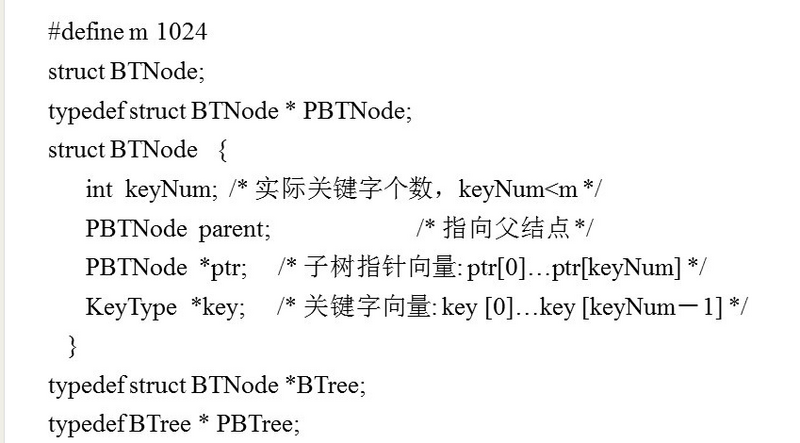 #define m 1024
struct BTNode;
typedef struct BTNode * PBTNode;
struct BTNode {
int keyNum; /* 实际关键字个数，keyNum<m */
PBTNode parent; /* 指向父结点 */
PBTNode *ptr; /* 子树指针向量: ptr[0]…ptr[keyNum] */
KeyType *key; /* 关键字向量: key [0]…key [keyNum－1] */
}
typedef struct BTNode *BTree;
typedef BTree * PBTree;